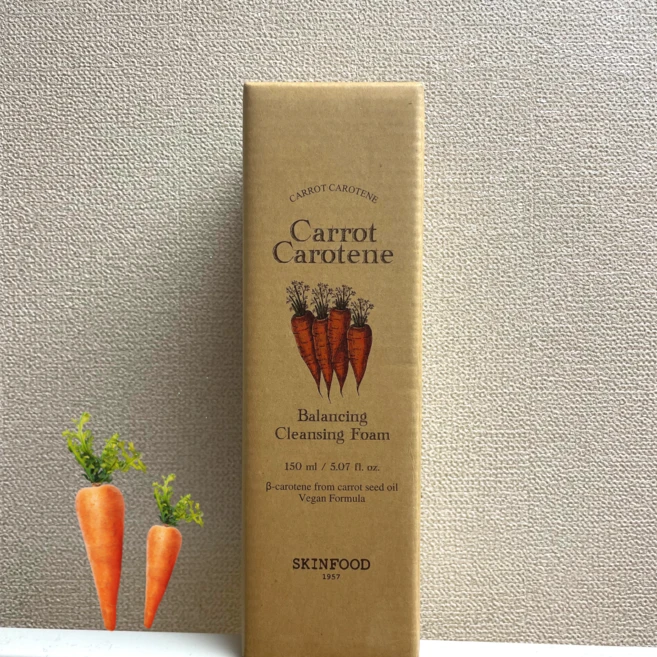 CARROT CAROTENE
Carrot
Carotene
Balancing
Cleansing Foam
150 ml / 5.07 fl. oz.
β-carotene from carrot seed oil
Vegan Formula
SKINFOOD
1957